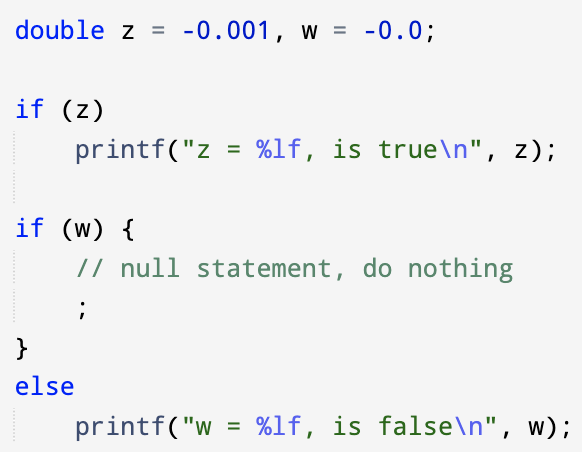 double z = -0.001, w = -0.0;
if (z)
    printf("z = %lf, is true\n", z);
if (w) {
    // null statement, do nothing
    ;
}
else
    printf("w = %lf, is false\n", w);